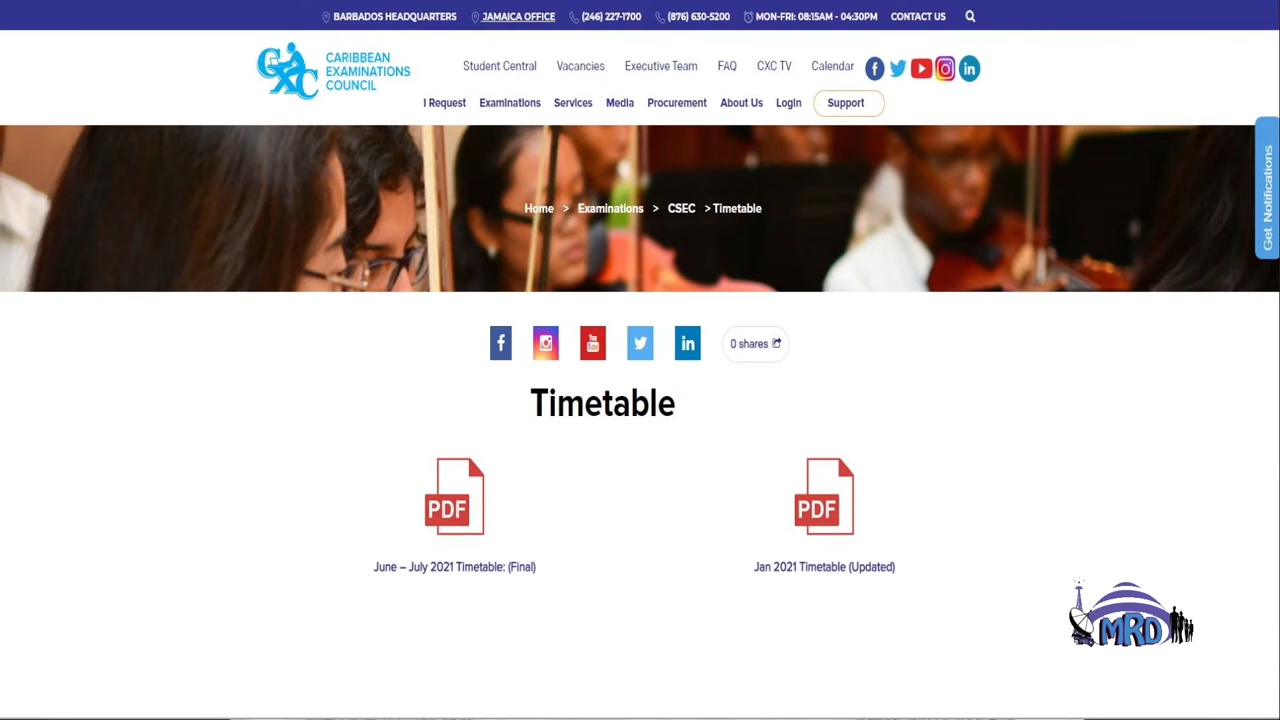 BARBADOS HEADQUARTERS JAMAICA OFFICE (246) 227-1700 (876) 630-5200 MON-FRI: 08:15AM - 04:30PM CONTACT US
CARIBBEAN
EXAMINATIONS
COUNCIL
CXC
Student Central Vacancies Executive Team FAQ CXC TV Calendar
I Request Examinations Services Media Procurement About Us Login Support
Get Notifications
Home > Examinations > CSEC > Timetable
You
Tube
0 shares
Timetable
PDF PDF
June – July 2021 Timetable: (Final) Jan 2021 Timetable (Updated)
MRD